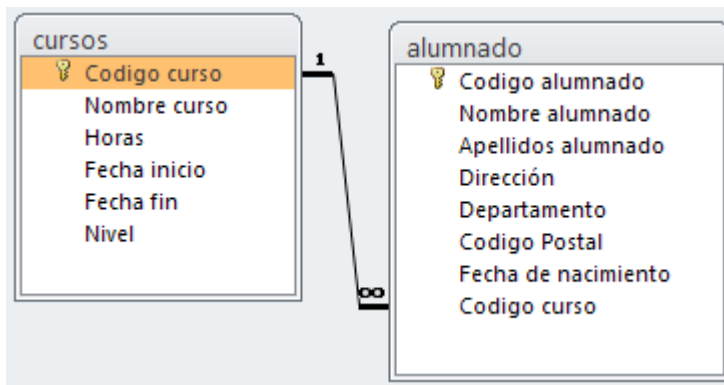 cursos
Codigo curso
Nombre curso
Horas
Fecha inicio
Fecha fin
Nivel
1
∞
alumnado
Codigo alumnado
Nombre alumnado
Apellidos alumnado
Dirección
Departamento
Codigo Postal
Fecha de nacimiento
Codigo curso